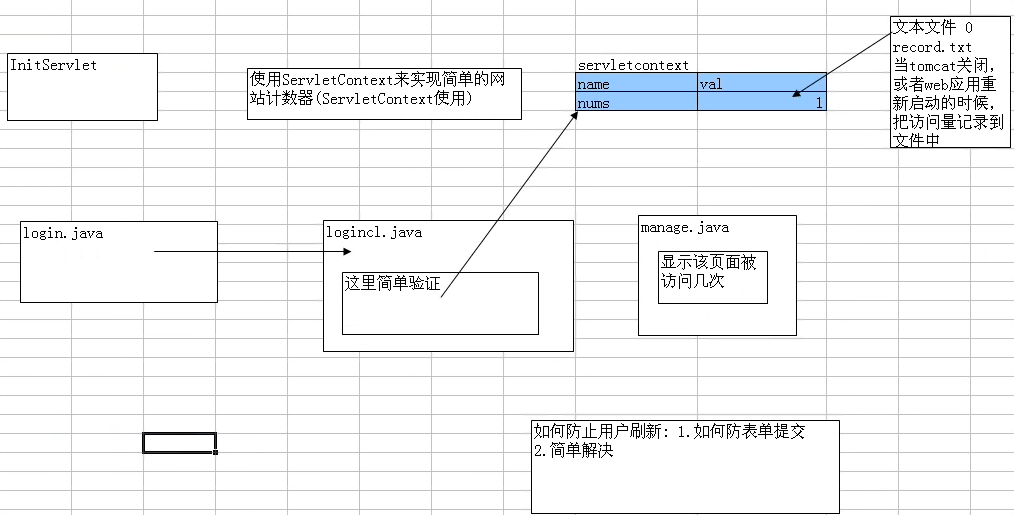 InitServlet
使用ServletContext来实现简单的网
站计数器(ServletContext使用)
servletcontext
name val
nums 1
文本文件 0
record.txt
当tomcat关闭,
或者web应用重
新启动的时候,
把访问量记录到
文件中
login.java
logincl.java
这里简单验证
manage.java
显示该页面被
访问几次
如何防止用户刷新: 1.如何防表单提交
2.简单解决